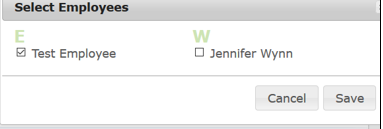 Select Employees
E W
Test Employee Jennifer Wynn
Cancel Save